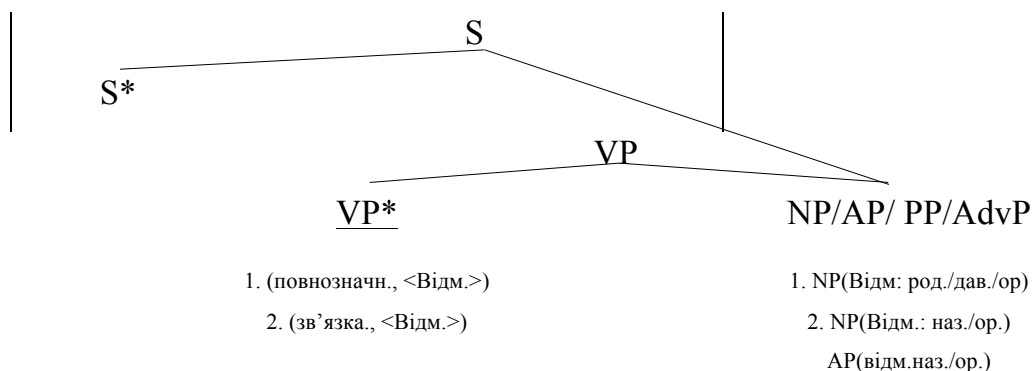 S
S*
VP
VP* NP/AP/ PP/AdvP
1. (повнозначн., <Відм.>) 1. NP(Відм: род./дав./ор)
2. (зв’язка., <Відм.>) 2. NP(Відм.: наз./ор.)
AP(відм.наз./ор.)